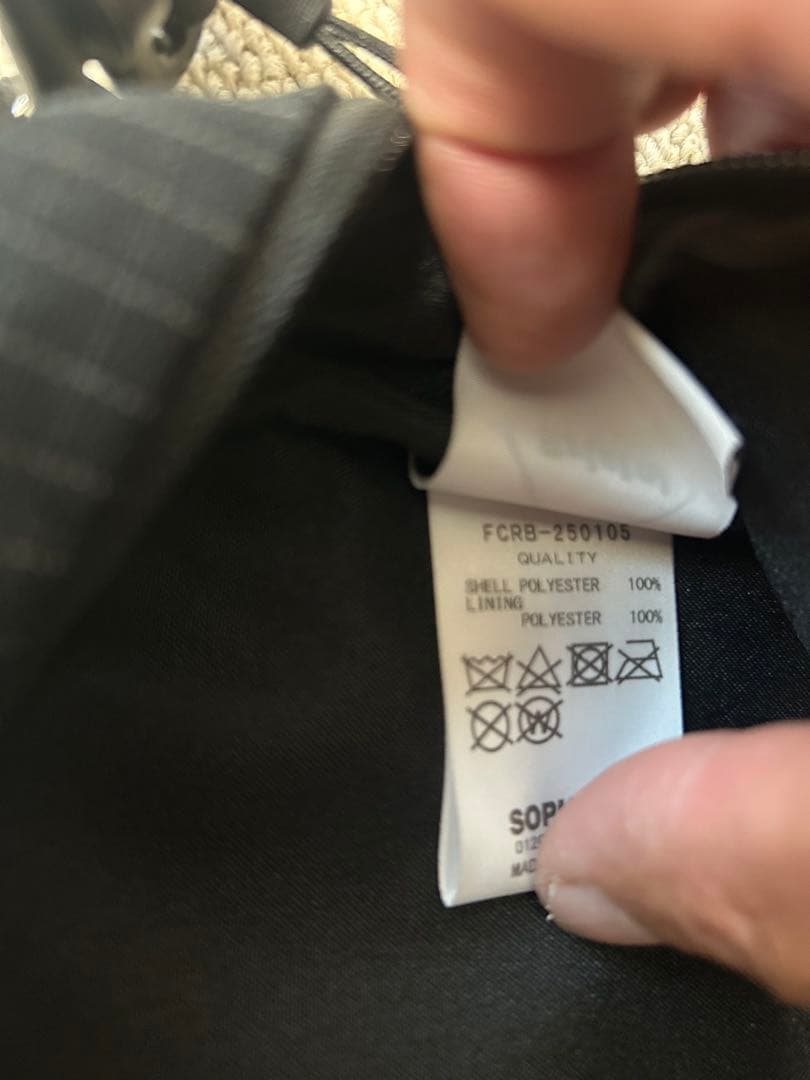 FCRB-250105
QUALITY
SHELL POLYESTER 100%
LINING
POLYESTER 100%
W